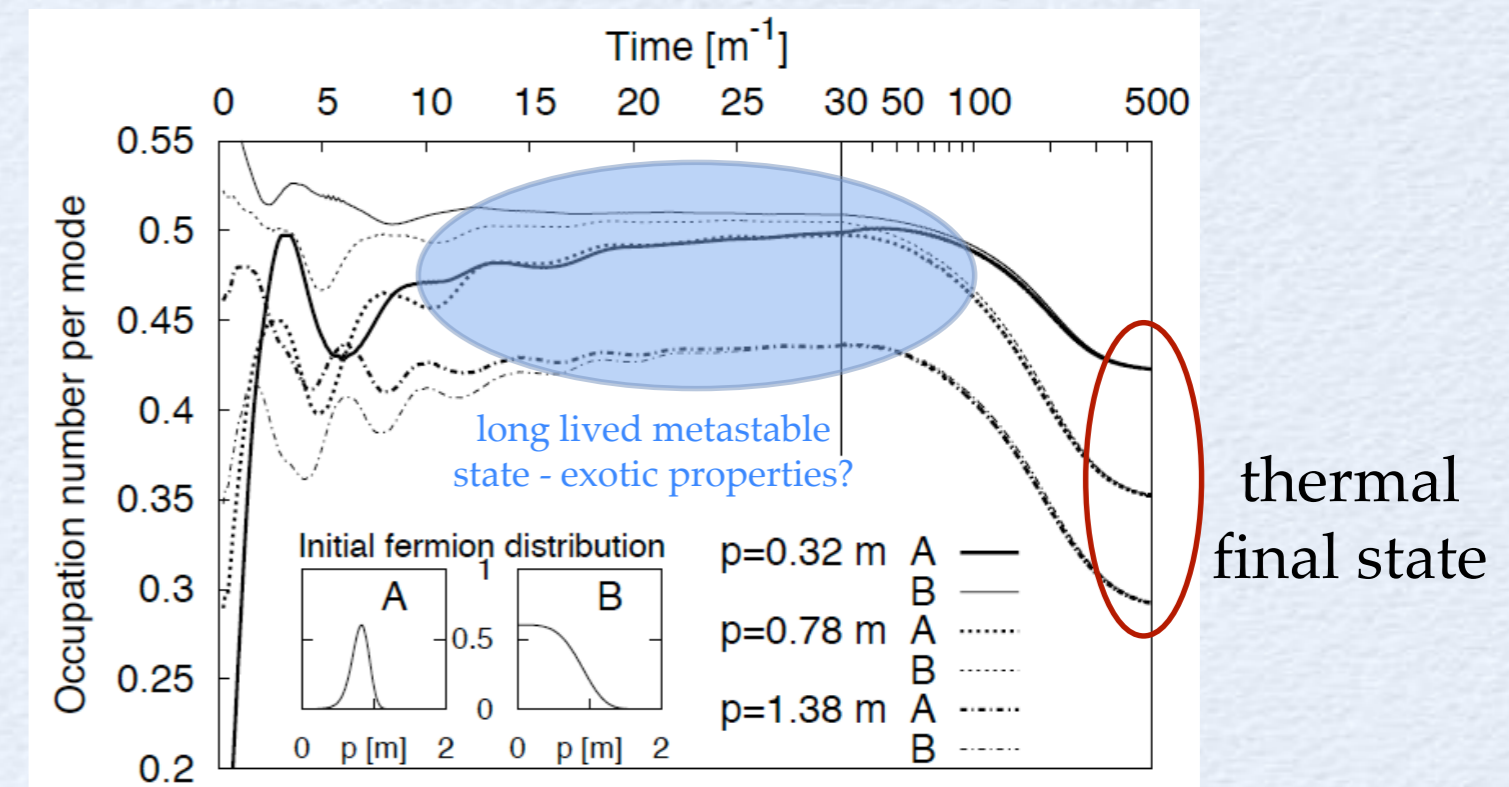 Time [m-1]
0 5 10 15 20 25 30 50 100 500
0.55
0.5
0.45
0.4
0.35
0.3
0.25
0.2
Occupation number per mode
long lived metastable
state - exotic properties?
thermal
final state
Initial fermion distribution
1
0.5
0
A
0 p [m] 2
B
0 p [m] 2
p=0.32 m A
B
p=0.78 m A
B
p=1.38 m A
B